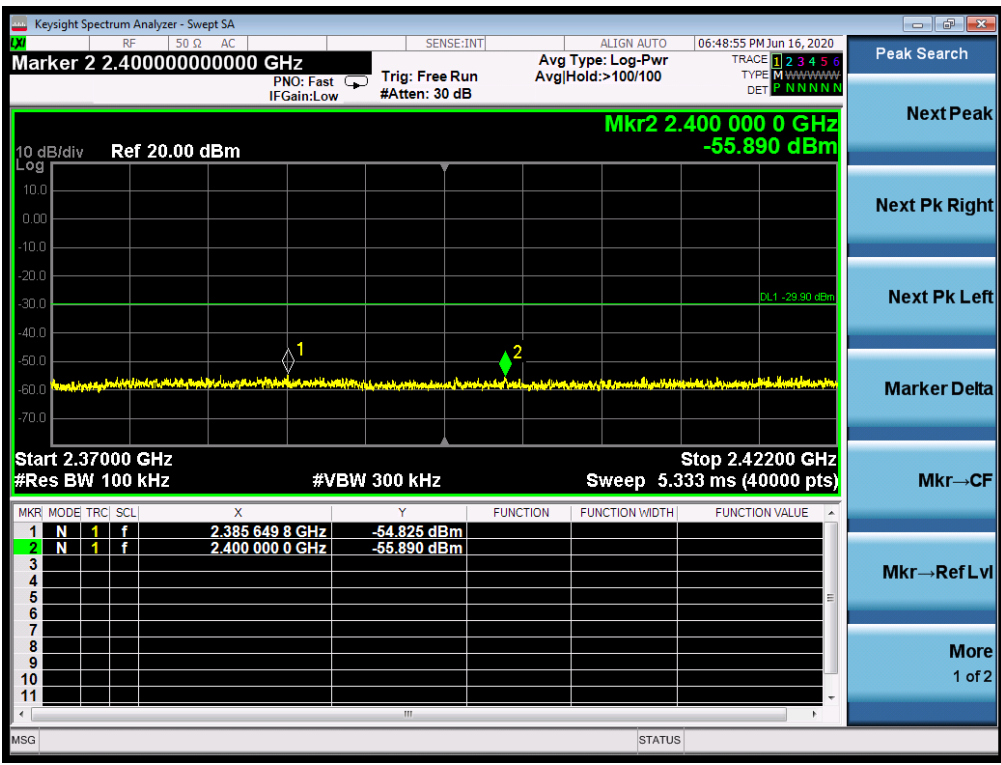 Keysight Spectrum Analyzer - Swept SA
LXI RF 50 Ω AC SENSE:INT ALIGN AUTO 06:48:55 PM Jun 16, 2020
Marker 2 2.400000000000 GHz
PNO: Fast
IFGain:Low
Trig: Free Run
#Atten: 30 dB
Avg Type: Log-Pwr
Avg|Hold:>100/100
TRACE 1 2 3 4 5 6
TYPE M WWWWW
DET P N N N N N
Mkr2 2.400 000 0 GHz
-55.890 dBm
10 dB/div Ref 20.00 dBm
Log
10.0
0.00
-10.0
-20.0
-30.0
-40.0
-50.0
-60.0
-70.0
DL1 -29.90 dBm
1
2
Start 2.37000 GHz Stop 2.42200 GHz
#Res BW 100 kHz #VBW 300 kHz Sweep 5.333 ms (40000 pts)
MKR MODE TRC SCL X Y FUNCTION FUNCTION WIDTH FUNCTION VALUE
1 N 1 f 2.385 649 8 GHz -54.825 dBm
2 N 1 f 2.400 000 0 GHz -55.890 dBm
3
4
5
6
7
8
9
10
11
MSG STATUS
Peak Search
Next Peak
Next Pk Right
Next Pk Left
Marker Delta
Mkr→CF
Mkr→Ref Lvl
More
1 of 2